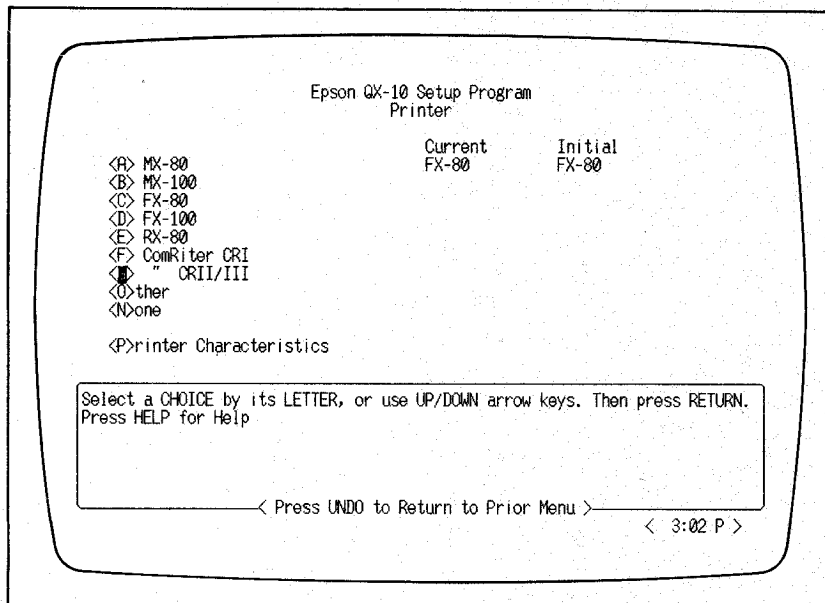 Epson QX-10 Setup Program
Printer
Current Initial
<A> MX-80 FX-80 FX-80
<B> MX-100
<C> FX-80
<D> FX-100
<E> RX-80
<F> ComRiter CRI
" CRII/III
<O>ther
<N>one
<P>rinter Characteristics
Select a CHOICE by its LETTER, or use UP/DOWN arrow keys. Then press RETURN.
Press HELP for Help
< Press UNDO to Return to Prior Menu >
< 3:02 P >